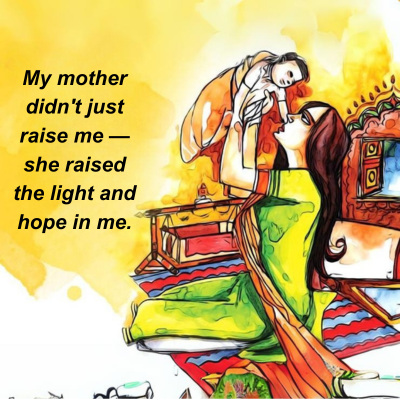 My mother
didn't just
raise me —
she raised
the light and
hope in me.